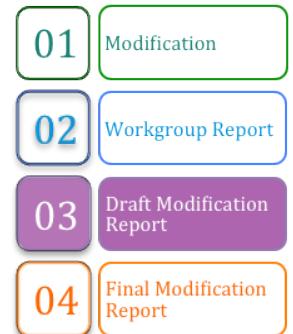 01
Modification
02
Workgroup Report
03
Draft Modification
Report
04
Final Modification
Report